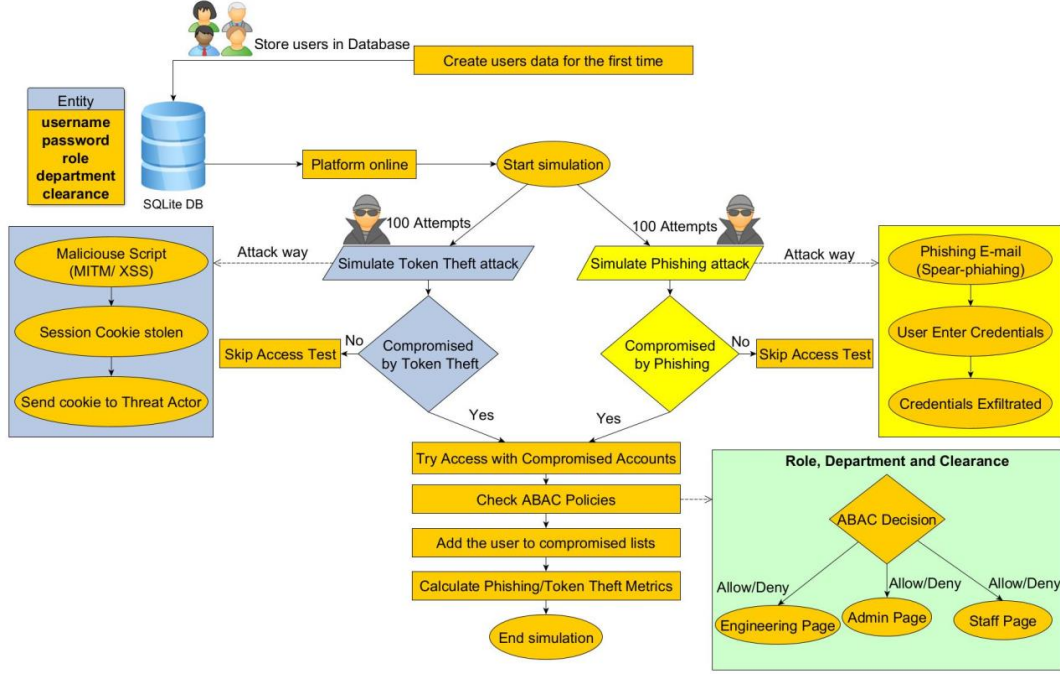 Store users in Database
Create users data for the first time
Entity
username
password
role
department
clearance
SQLite DB
Platform online
Start simulation
100 Attempts
100 Attempts
Attack way
Simulate Token Theft attack
Simulate Phishing attack
Attack way
Maliciouse Script
(MITM/ XSS)
Session Cookie stolen
Send cookie to Threat Actor
Phishing E-mail
(Spear-phiahing)
User Enter Credentials
Credentials Exfiltrated
Skip Access Test
No
Compromised
by Token Theft
Compromised
by Phishing
No
Skip Access Test
Yes
Yes
Try Access with Compromised Accounts
Check ABAC Policies
Add the user to compromised lists
Calculate Phishing/Token Theft Metrics
End simulation
Role, Department and Clearance
ABAC Decision
Allow/Deny
Allow/Deny
Allow/Deny
Engineering Page
Admin Page
Staff Page